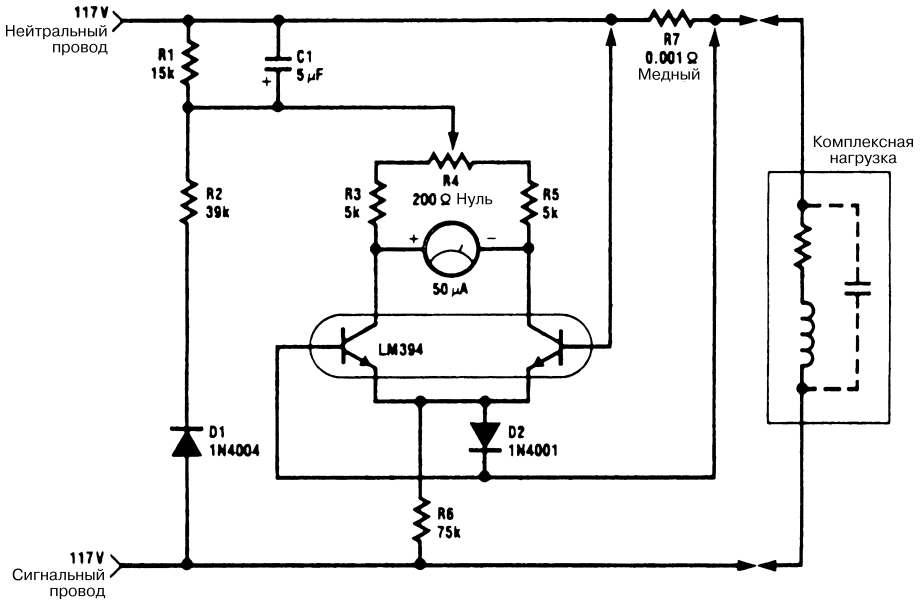 117V
Нейтральный
провод
R1
15k
C1
+
5 μF
R7
0.001 Ω
Медный
Комплексная
нагрузка
R2
39k
R3
5k
R4
200 Ω Нуль
R5
5k
+
–
50 μA
LM394
D1
1N4004
D2
1N4001
R6
75k
117V
Сигнальный
провод